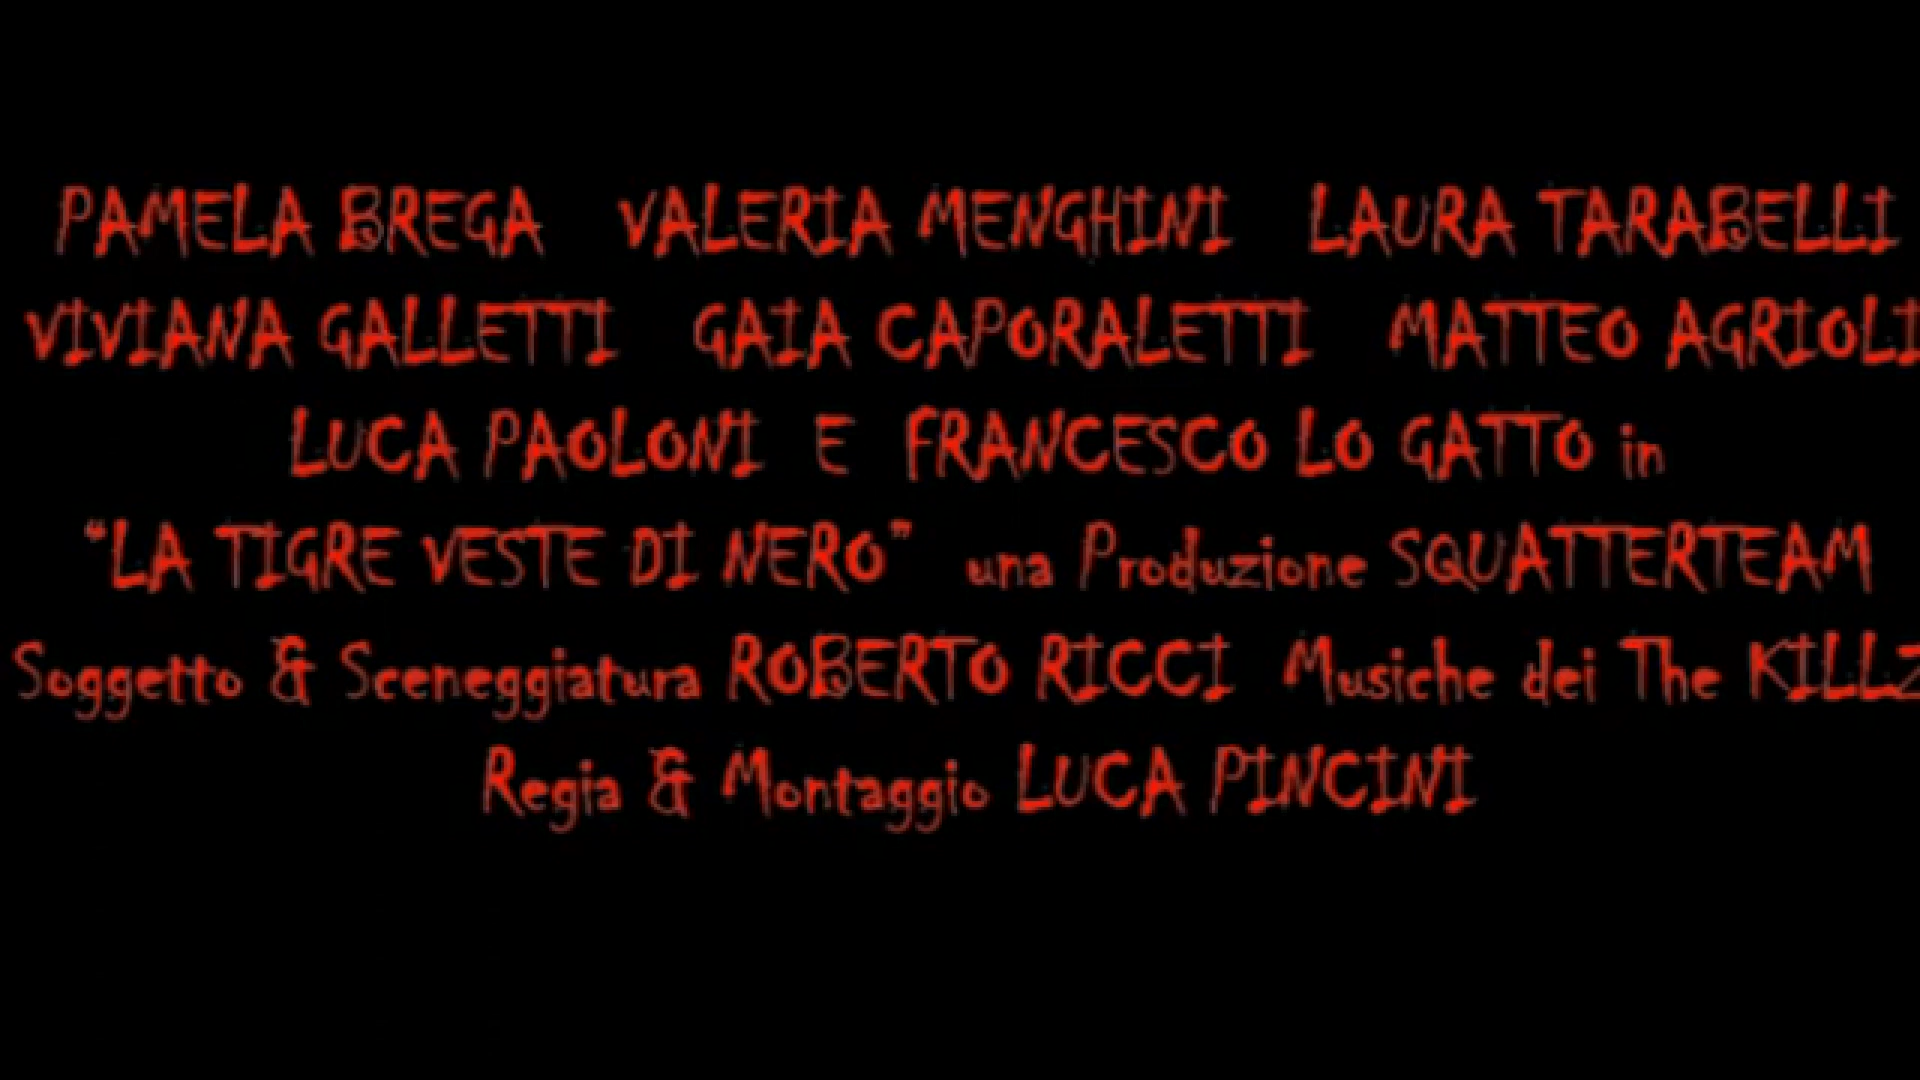 PAMELA BREGA VALERIA MENGHINI LAURA TARABELLI
VIVIANA GALLETTI GAIA CAPORALETTI MATTEO AGRIOLI
LUCA PAOLONI E FRANCESCO LO GATTO in
“LA TIGRE VESTE DI NERO” una Produzione SQUATTERTEAM
Soggetto & Sceneggiatura ROBERTO RICCI Musiche dei The KILLZ
Regia & Montaggio LUCA PINCINI